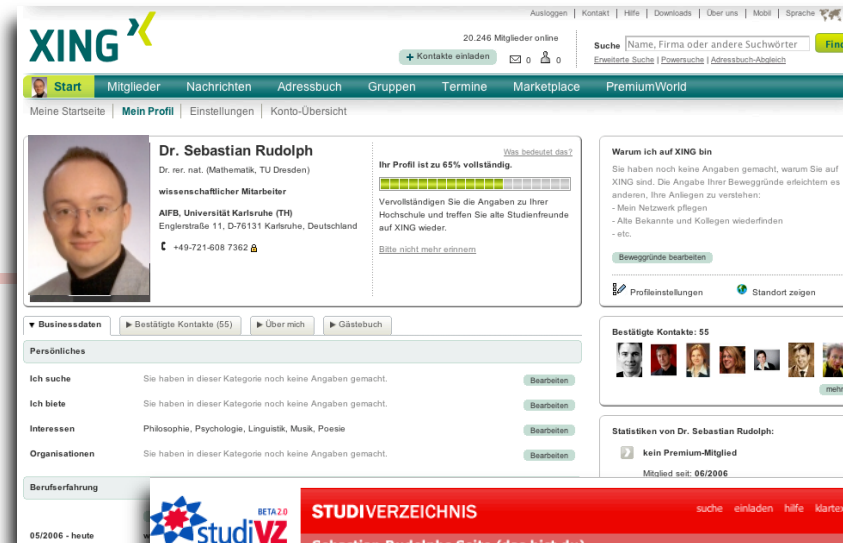 Ausloggen | Kontakt | Hilfe | Downloads | Über uns | Mobil | Sprache
XING
20.246 Mitglieder online
+ Kontakte einladen 0 0
Suche Name, Firma oder andere Suchwörter
Erweiterte Suche | Powersuche | Adressbuch-Abgleich
Start Mitglieder Nachrichten Adressbuch Gruppen Termine Marketplace PremiumWorld
Meine Startseite | Mein Profil | Einstellungen | Konto-Übersicht
Dr. Sebastian Rudolph
Dr. rer. nat. (Mathematik, TU Dresden)
wissenschaftlicher Mitarbeiter
AIFB, Universität Karlsruhe (TH)
Englerstraße 11, D-76131 Karlsruhe, Deutschland
+49-721-608 7362
Was bedeutet das?
Ihr Profil ist zu 65% vollständig.
Vervollständigen Sie die Angaben zu Ihrer
Hochschule und treffen Sie alte Studienfreunde
auf XING wieder.
Bitte nicht mehr erinnern
Warum ich auf XING bin
Sie haben noch keine Angaben gemacht, warum Sie auf
XING sind. Die Angabe Ihrer Beweggründe erleichtern es
anderen, Ihre Anliegen zu verstehen:
- Mein Netzwerk pflegen
- Alte Bekannte und Kollegen wiederfinden
- etc.
Beweggründe bearbeiten
Profileinstellungen Standort zeigen
▼ Businessdaten ▶ Bestätigte Kontakte (55) ▶ Über mich ▶ Gästebuch
Persönliches
Ich suche Sie haben in dieser Kategorie noch keine Angaben gemacht. Bearbeiten
Ich biete Sie haben in dieser Kategorie noch keine Angaben gemacht. Bearbeiten
Interessen Philosophie, Psychologie, Linguistik, Musik, Poesie Bearbeiten
Organisationen Sie haben in dieser Kategorie noch keine Angaben gemacht. Bearbeiten
Berufserfahrung
05/2006 - heute
Bestätigte Kontakte: 55
Statistiken von Dr. Sebastian Rudolph:
kein Premium-Mitglied
Mitglied seit: 06/2006
BETA 2.0
studiVZ
STUDIVERZEICHNIS
suche einladen hilfe
Sebastian Rudolphs Seite (das bist du)